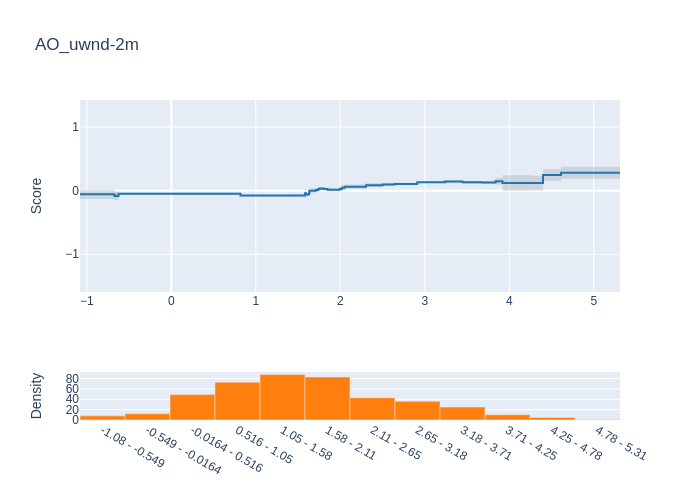 AO_uwnd-2m
Score
1
0
−1
−1 0 1 2 3 4 5
Density
80
60
40
20
0
-1.08 - -0.549
-0.549 - -0.0164
-0.0164 - 0.516
0.516 - 1.05
1.05 - 1.58
1.58 - 2.11
2.11 - 2.65
2.65 - 3.18
3.18 - 3.71
3.71 - 4.25
4.25 - 4.78
4.78 - 5.31